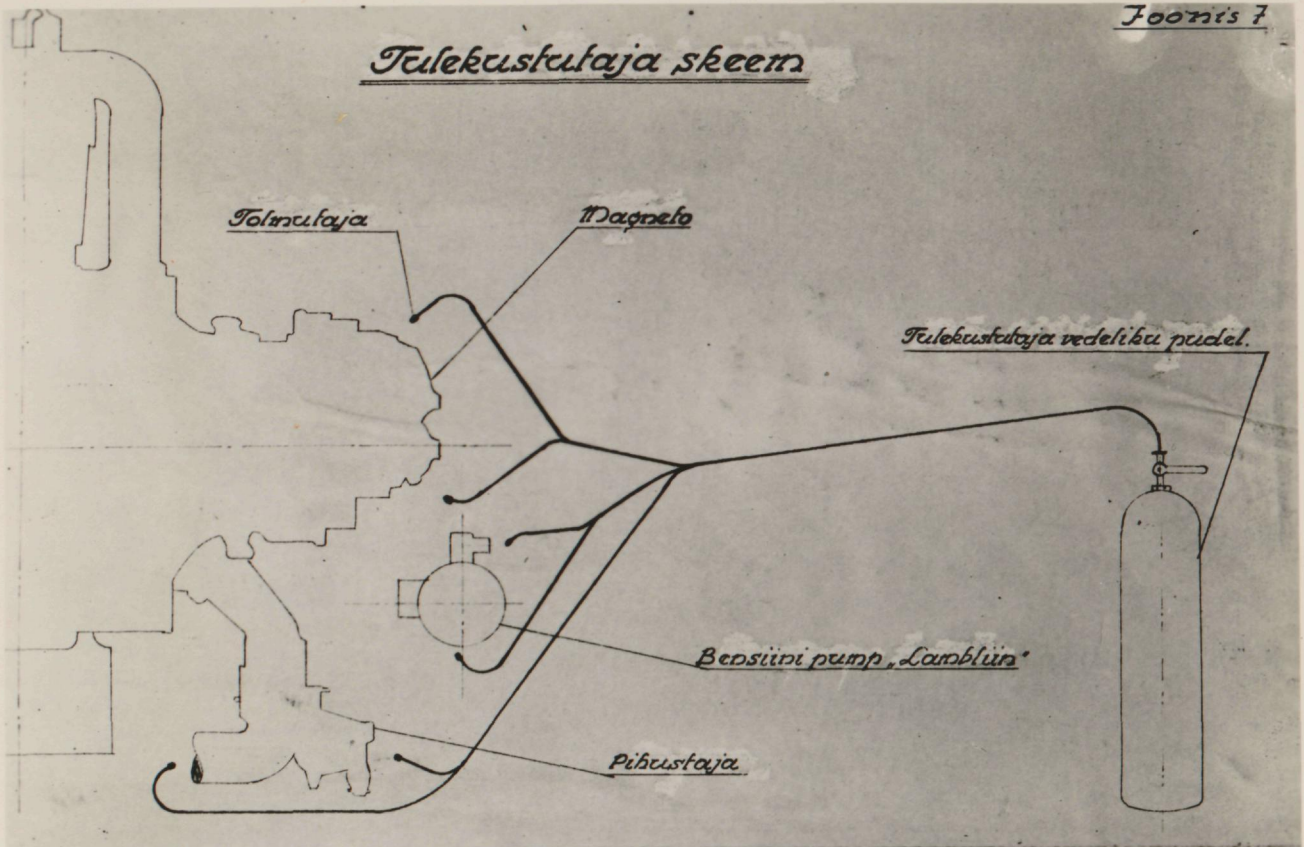 Joonis 7
Tulekustutaja skeem
Tolmutaja
Magneto
Tulekustutaja vedeliku pudel.
Bensiini pump „Lambliin“
Pihustaja